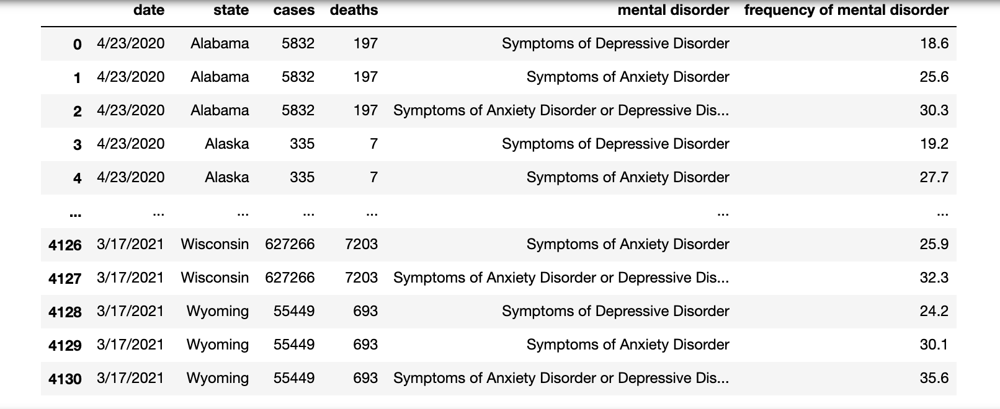 date state cases deaths mental disorder frequency of mental disorder
0 4/23/2020 Alabama 5832 197 Symptoms of Depressive Disorder 18.6
1 4/23/2020 Alabama 5832 197 Symptoms of Anxiety Disorder 25.6
2 4/23/2020 Alabama 5832 197 Symptoms of Anxiety Disorder or Depressive Dis... 30.3
3 4/23/2020 Alaska 335 7 Symptoms of Depressive Disorder 19.2
4 4/23/2020 Alaska 335 7 Symptoms of Anxiety Disorder 27.7
... ... ... ... ... ... ...
4126 3/17/2021 Wisconsin 627266 7203 Symptoms of Anxiety Disorder 25.9
4127 3/17/2021 Wisconsin 627266 7203 Symptoms of Anxiety Disorder or Depressive Dis... 32.3
4128 3/17/2021 Wyoming 55449 693 Symptoms of Depressive Disorder 24.2
4129 3/17/2021 Wyoming 55449 693 Symptoms of Anxiety Disorder 30.1
4130 3/17/2021 Wyoming 55449 693 Symptoms of Anxiety Disorder or Depressive Dis... 35.6